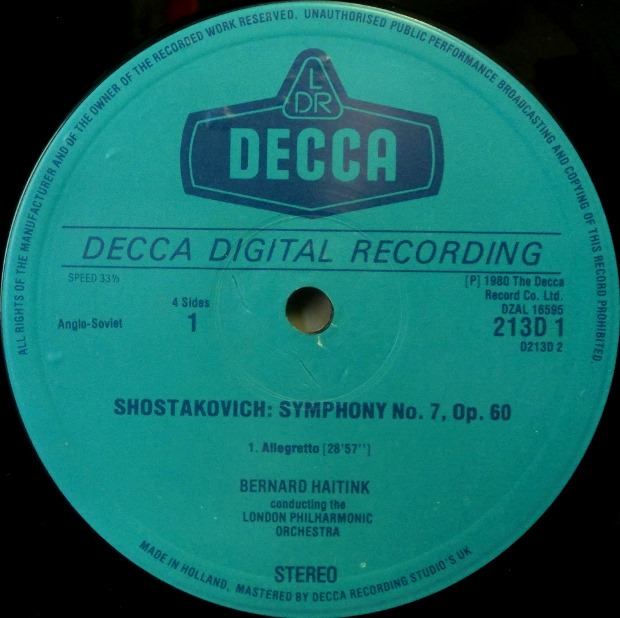 ALL RIGHTS OF THE MANUFACTURER AND OF THE OWNER OF THE RECORDED WORK RESERVED. UNAUTHORISED PUBLIC PERFORMANCE BROADCASTING AND COPYING OF THIS RECORD PROHIBITED.
L
DR
DECCA
DECCA DIGITAL RECORDING
SPEED 33⅓
[P] 1980 The Decca
Record Co. Ltd.
DZAL 16595
4 Sides
1
Anglo-Soviet
213D 1
D213D 2
SHOSTAKOVICH: SYMPHONY No. 7, Op. 60
1. Allegretto [28'57'']
BERNARD HAITINK
conducting the
LONDON PHILHARMONIC
ORCHESTRA
STEREO
MADE IN HOLLAND, MASTERED BY DECCA RECORDING STUDIO'S UK